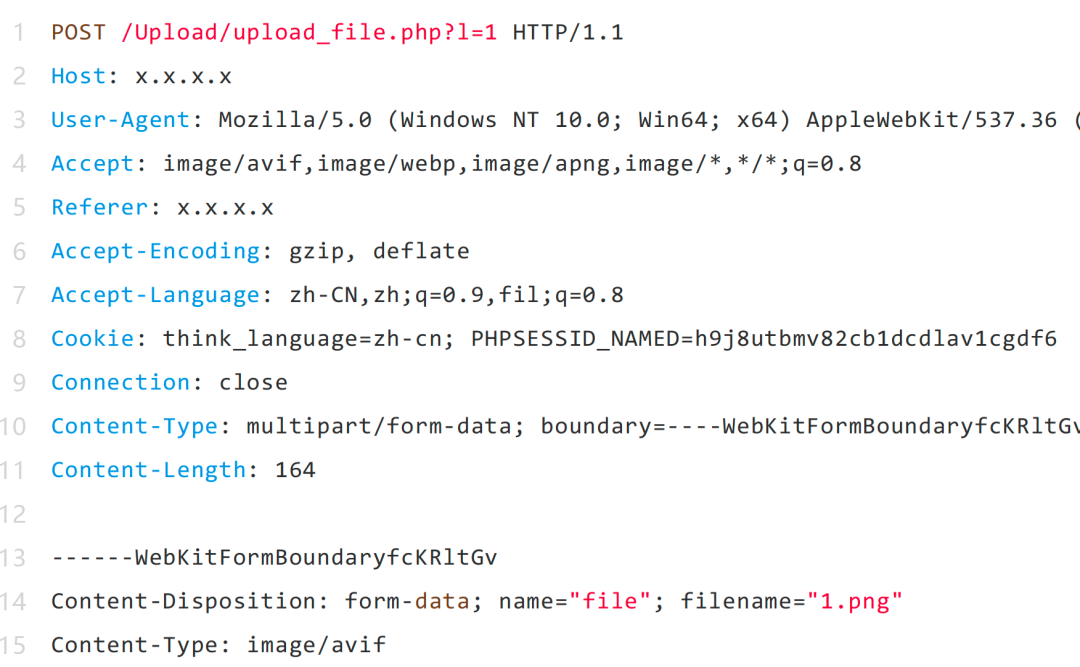 1 POST /Upload/upload_file.php?l=1 HTTP/1.1
2 Host: x.x.x.x
3 User-Agent: Mozilla/5.0 (Windows NT 10.0; Win64; x64) AppleWebKit/537.36 (
4 Accept: image/avif,image/webp,image/apng,image/*,*/*;q=0.8
5 Referer: x.x.x.x
6 Accept-Encoding: gzip, deflate
7 Accept-Language: zh-CN,zh;q=0.9,fil;q=0.8
8 Cookie: think_language=zh-cn; PHPSESSID_NAMED=h9j8utbmv82cb1dcdlav1cgdf6
9 Connection: close
10 Content-Type: multipart/form-data; boundary=----WebKitFormBoundaryfcKRltGv
11 Content-Length: 164
12
13 ------WebKitFormBoundaryfcKRltGv
14 Content-Disposition: form-data; name="file"; filename="1.png"
15 Content-Type: image/avif